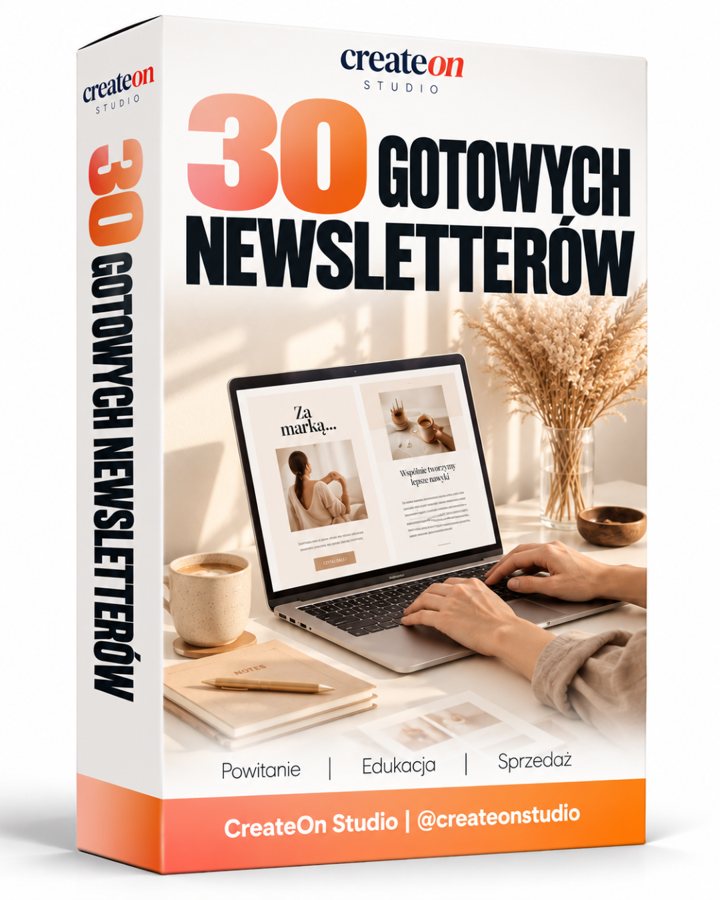 createon
STUDIO
30 GOTOWYCH NEWSLETTERÓW
createon
STUDIO
30 GOTOWYCH
NEWSLETTERÓW
Za
marką...
Wspólnie tworzymy
lepsze nawyki
NOTES
Powitanie | Edukacja | Sprzedaż
CreateOn Studio | @createonstudio